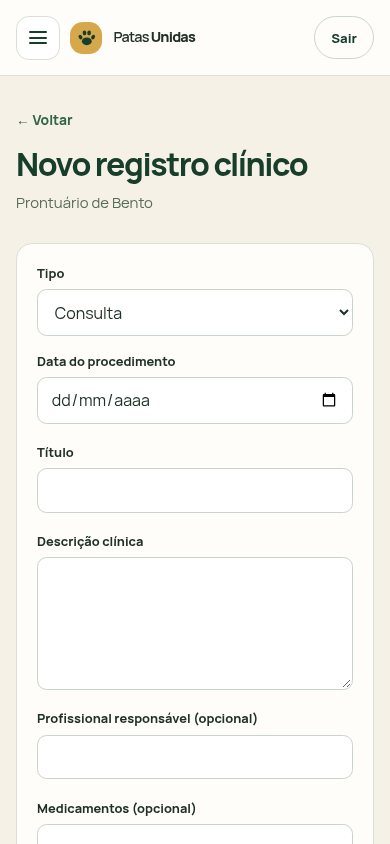 Patas Unidas
Sair
← Voltar
Novo registro clínico
Prontuário de Bento
Tipo
Consulta
Data do procedimento
dd/mm/aaaa
Título
Descrição clínica
Profissional responsável (opcional)
Medicamentos (opcional)